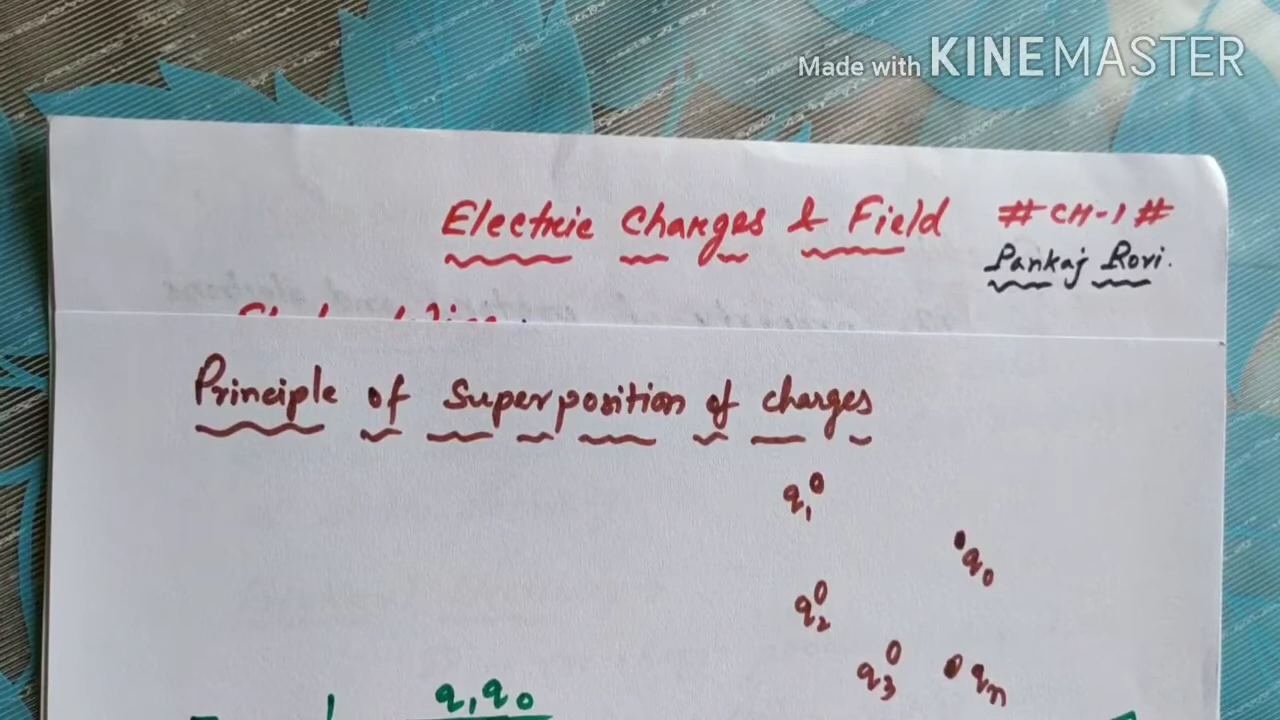 Made with KINEMASTER
Electric Charges & Field # CH-1 #
Pankaj Rovi.
Principle of Superposition of charges
q₁
q₀
q₂
q₃ qₙ
q₁q₀